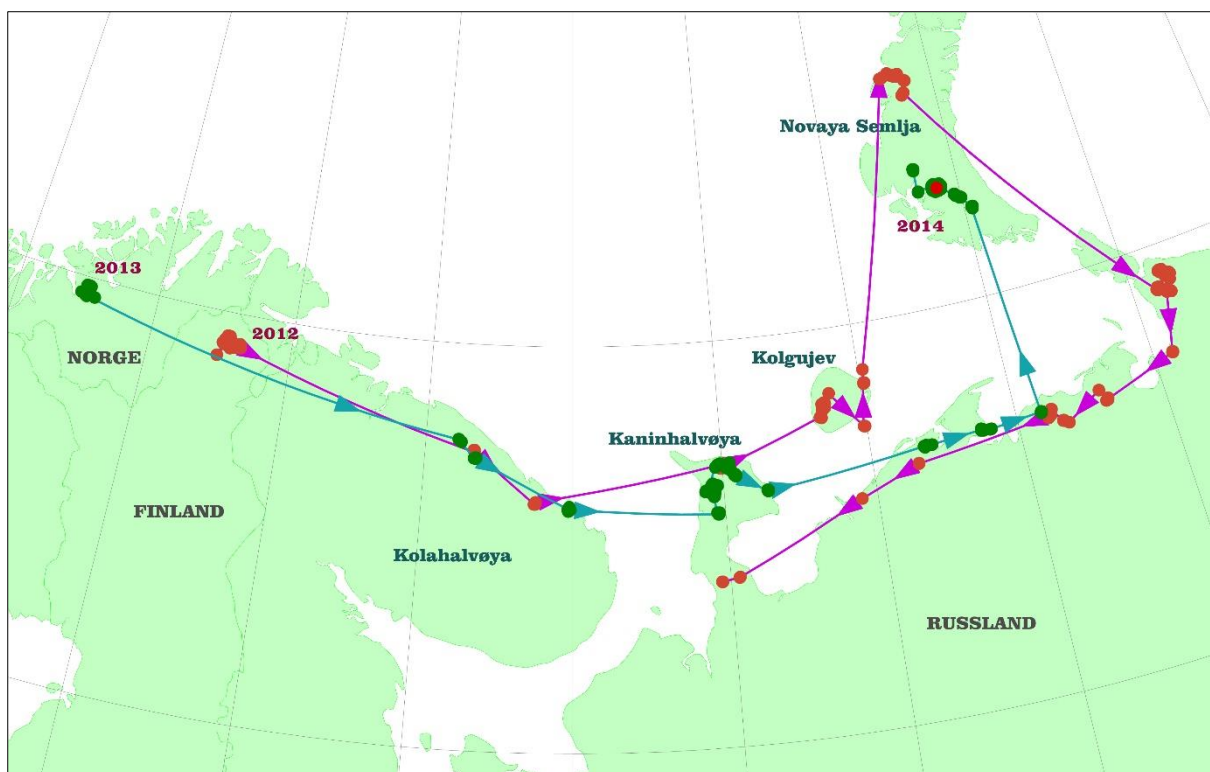 Novaya Semlja
2014
2013
2012
NORGE
Kolgujev
Kaninhalvøya
FINLAND
Kolahalvøya
RUSSLAND